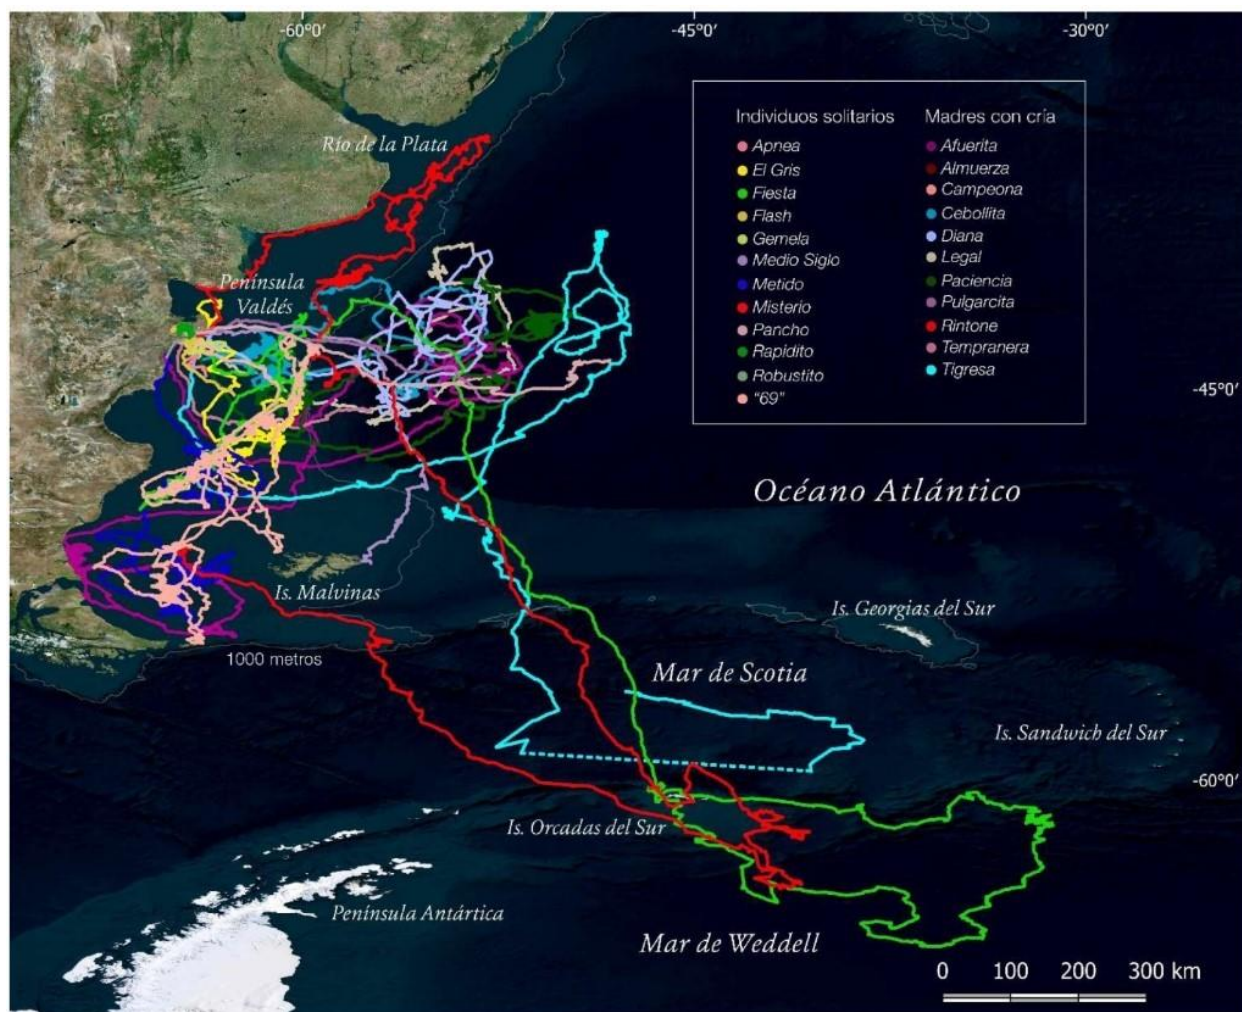 -60°0'
-45°0'
-30°0'
Río de la Plata
Individuos solitarios
Apnea
El Gris
Fiesta
Flash
Gemela
Medio Siglo
Metido
Misterio
Pancho
Rapidito
Robustito
"69"
Madres con cría
Afuerita
Almuerza
Campeona
Cebollita
Diana
Legal
Paciencia
Pulgarcita
Rintone
Tempranera
Tigresa
Península
Valdés
-45°0'
Océano Atlántico
Is. Malvinas
Is. Georgias del Sur
1000 metros
Mar de Scotia
Is. Sandwich del Sur
-60°0'
Is. Orcadas del Sur
Península Antártica
Mar de Weddell
0 100 200 300 km